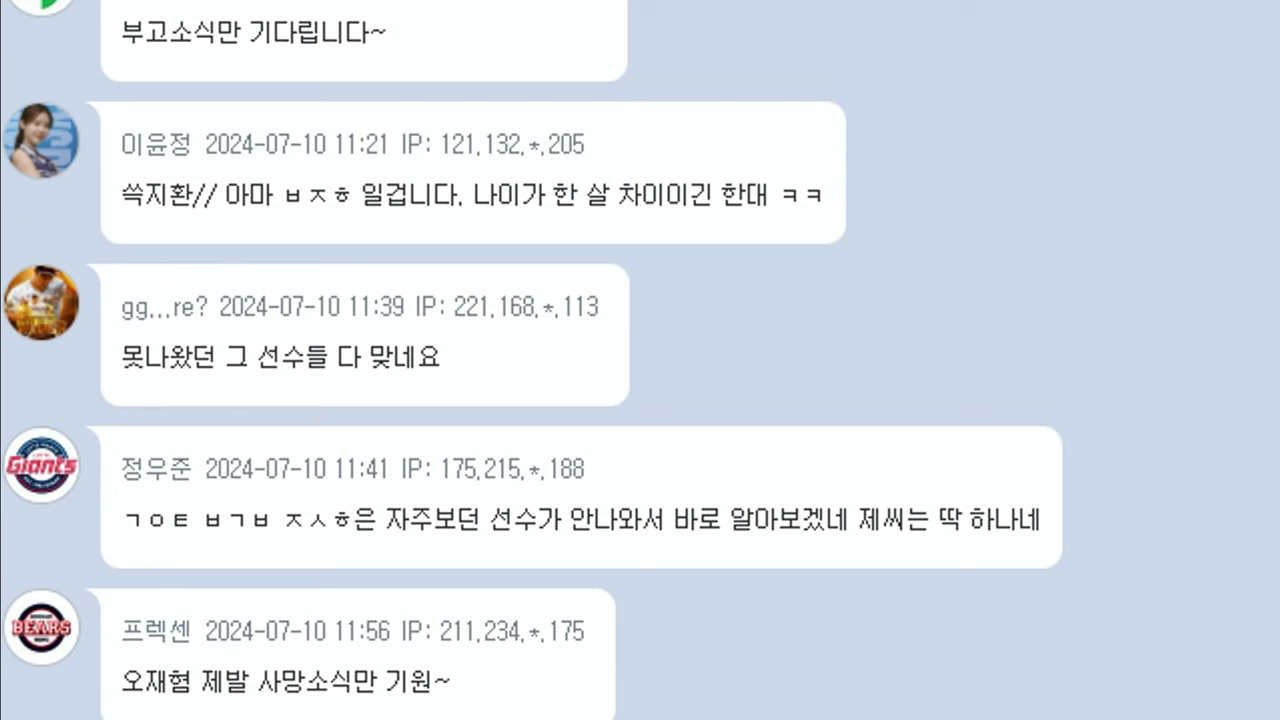 부고소식만 기다립니다~
이윤정 2024-07-10 11:21 IP: 121.132.*.205
쓱지환// 아마 ㅂㅈㅎ 일겁니다. 나이가 한 살 차이이긴 한대 ㅋㅋ
gg...re? 2024-07-10 11:39 IP: 221.168.*.113
못나왔던 그 선수들 다 맞네요
Giants
정우준 2024-07-10 11:41 IP: 175.215.*.188
ㄱㅇㅌ ㅂㄱㅂ ㅈㅅㅎ은 자주보던 선수가 안나와서 바로 알아보겠네 제씨는 딱 하나네
BEARS
프렉센 2024-07-10 11:56 IP: 211.234.*.175
오재혐 제발 사망소식만 기원~